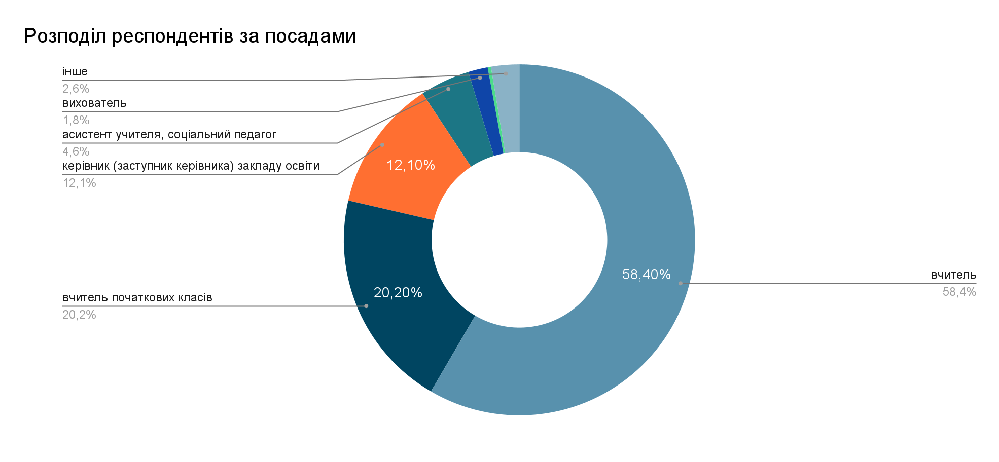 Розподіл респондентів за посадами
інше
2,6%
вихователь
1,8%
асистент учителя, соціальний педагог
4,6%
керівник (заступник керівника) закладу освіти
12,1%
12,10%
58,40%
вчитель
58,4%
20,20%
вчитель початкових класів
20,2%